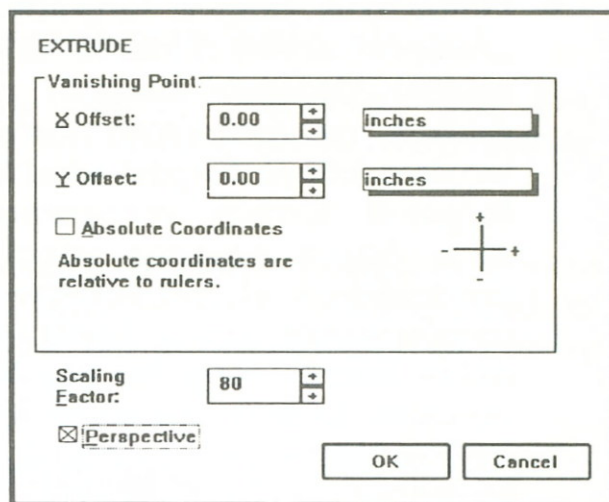 EXTRUDE
Vanishing Point:
X Offset: 0.00 inches
Y Offset: 0.00 inches
Absolute Coordinates
+
- +
-
Absolute coordinates are
relative to rulers.
Scaling
Factor: 80
Perspective
OK Cancel